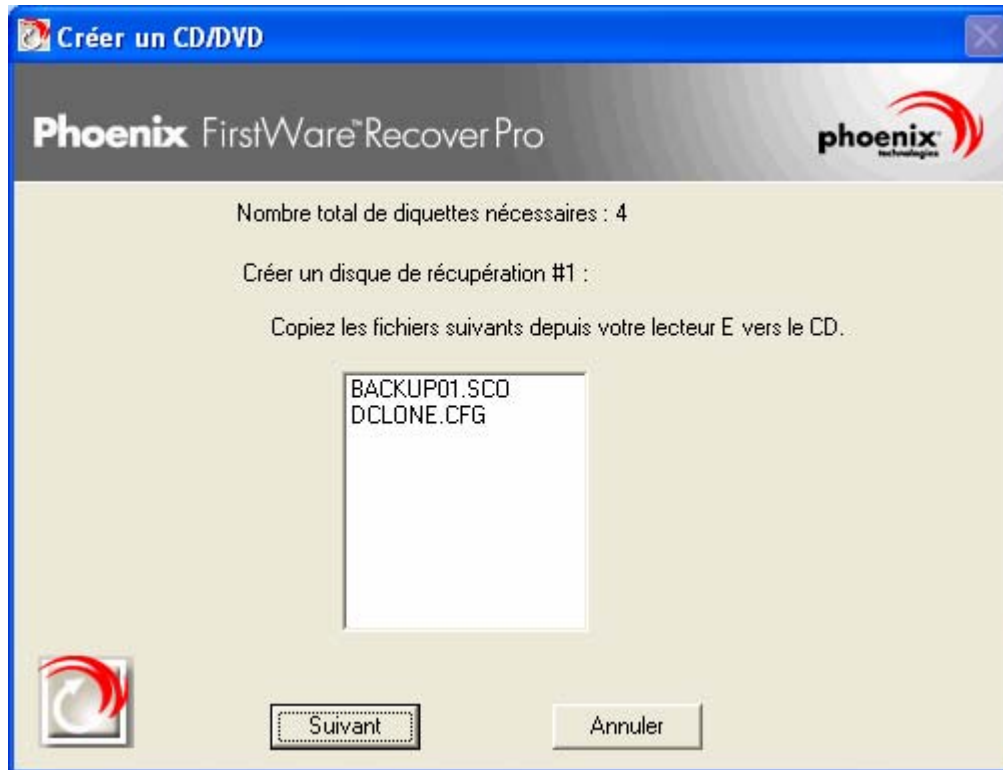 Créer un CD/DVD
Phoenix FirstWare™ Recover Pro
phoenix
technologies
Nombre total de diquettes nécessaires : 4
Créer un disque de récupération #1 :
Copiez les fichiers suivants depuis votre lecteur E vers le CD.
BACKUP01.SCO
DCLONE.CFG
Suivant
Annuler